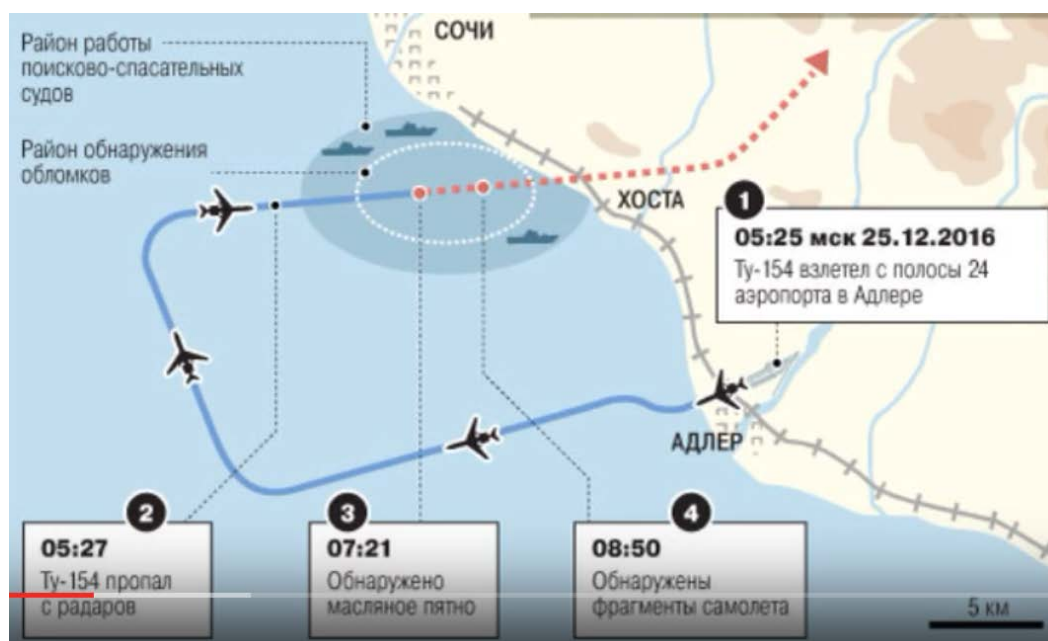 СОЧИ
Район работы
поисково-спасательных
судов
Район обнаружения
обломков
ХОСТА
1
05:25 мск 25.12.2016
Ту-154 взлетел с полосы 24
аэропорта в Адлере
АДЛЕР
2
05:27
Ту-154 пропал
с радаров
3
07:21
Обнаружено
масляное пятно
4
08:50
Обнаружены
фрагменты самолета
5 км